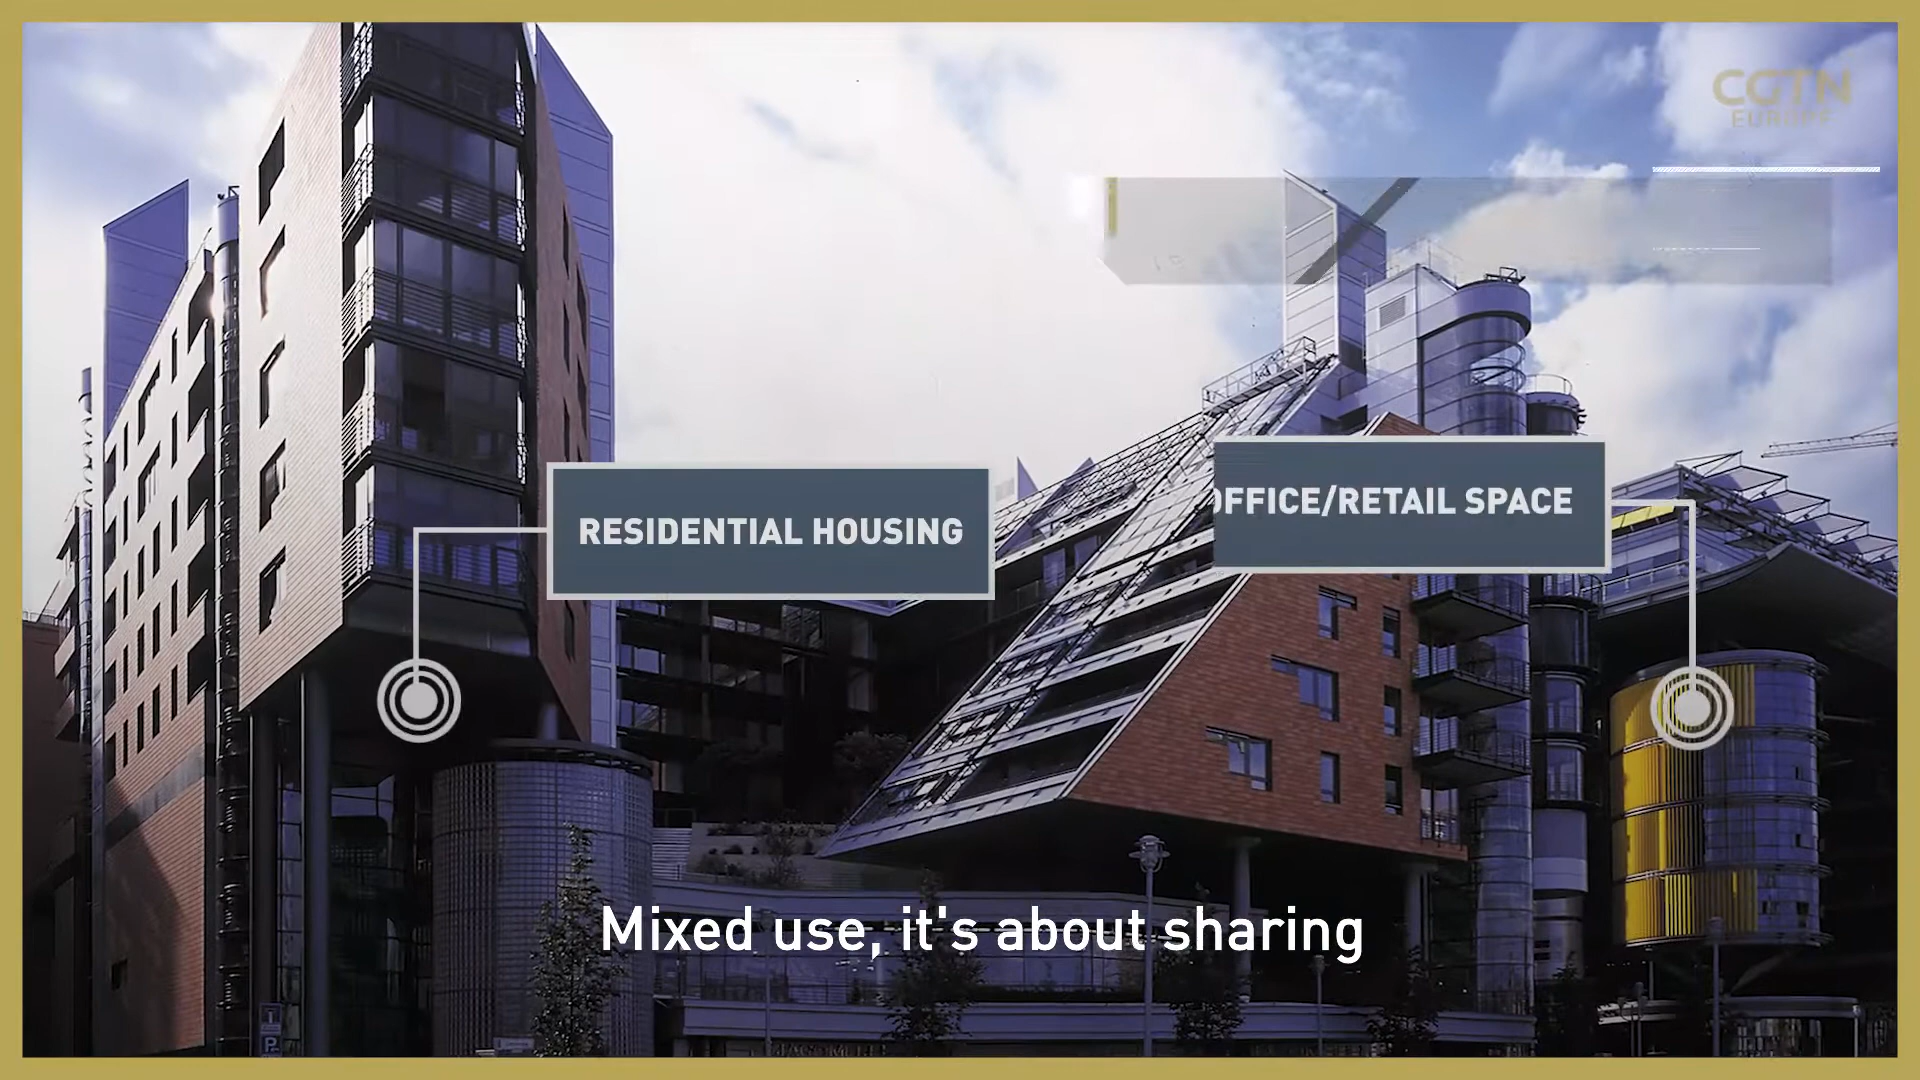 CGTN
EUROPE
RESIDENTIAL HOUSING
OFFICE/RETAIL SPACE
Mixed use, it's about sharing
P